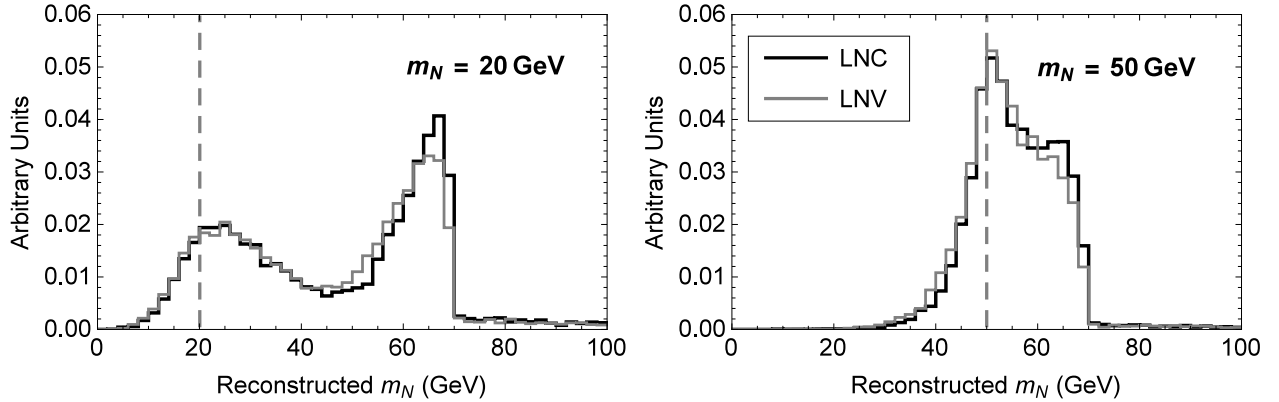 0.06
0.05
0.04
0.03
0.02
0.01
0.00
Arbitrary Units
m_N = 20 GeV
0 20 40 60 80 100
Reconstructed m_N (GeV)
0.06
0.05
0.04
0.03
0.02
0.01
0.00
Arbitrary Units
LNC
LNV
m_N = 50 GeV
0 20 40 60 80 100
Reconstructed m_N (GeV)